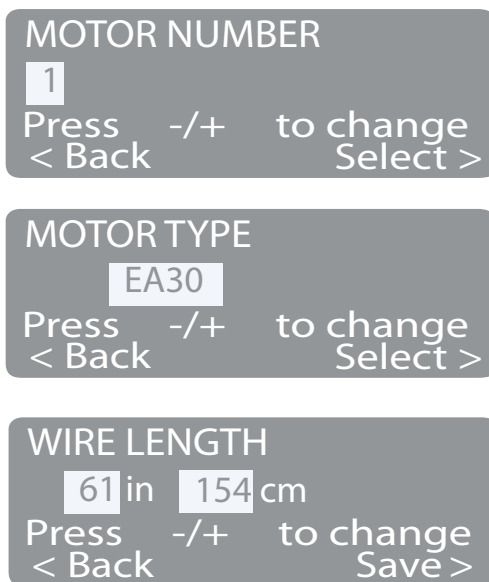 MOTOR NUMBER
1
Press -/+ to change
< Back Select >
MOTOR TYPE
EA30
Press -/+ to change
< Back Select >
WIRE LENGTH
61 in 154 cm
Press -/+ to change
< Back Save >